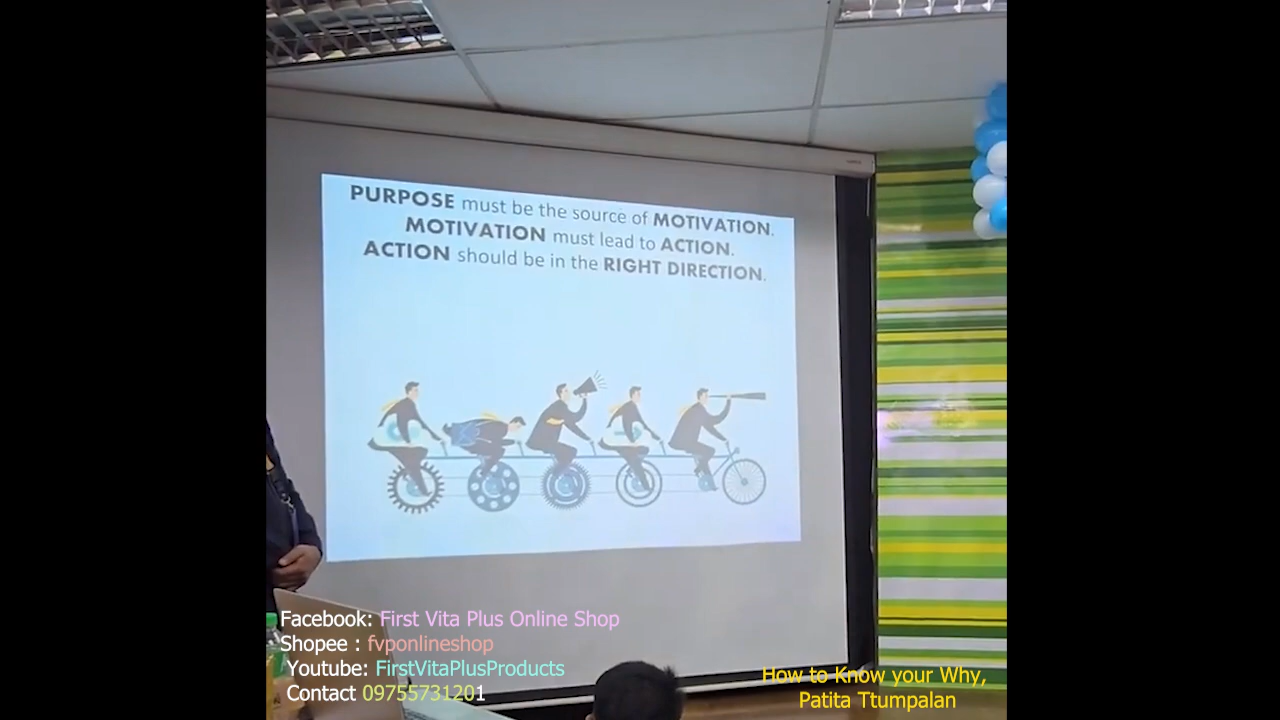 PURPOSE must be the source of MOTIVATION.
MOTIVATION must lead to ACTION.
ACTION should be in the RIGHT DIRECTION.
Facebook: First Vita Plus Online Shop
Shopee : fvponlineshop
Youtube: FirstVitaPlusProducts
Contact 09755731201
How to Know your Why,
Patita Ttumpalan